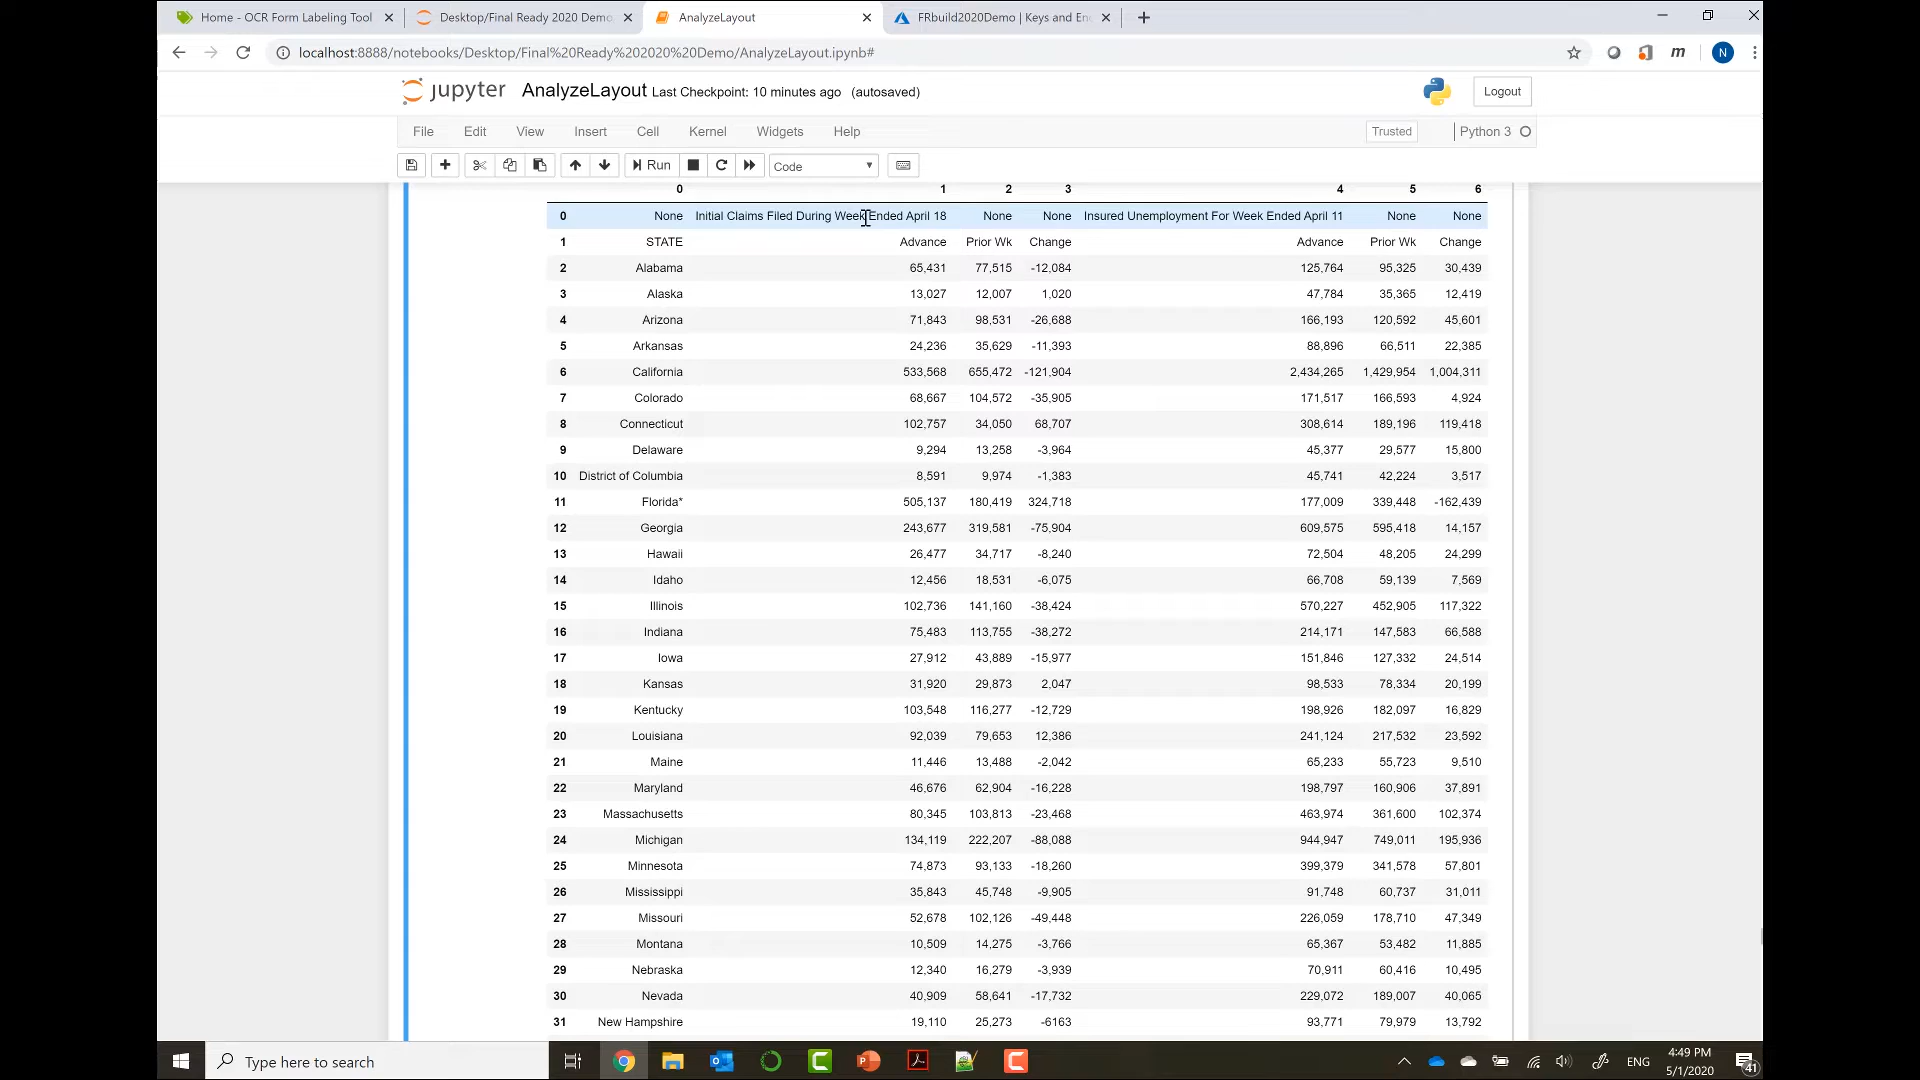 Home - OCR Form Labeling Tool
Desktop/Final Ready 2020 Demo
AnalyzeLayout
FRbuild2020Demo | Keys and En
localhost:8888/notebooks/Desktop/Final%20Ready%202020%20Demo/AnalyzeLayout.ipynb#
m N
jupyter AnalyzeLayout Last Checkpoint: 10 minutes ago (autosaved)
Logout
File Edit View Insert Cell Kernel Widgets Help Trusted Python 3
Run Code
0 1 2 3 4 5 6
0 None Initial Claims Filed During Week Ended April 18 None None Insured Unemployment For Week Ended April 11 None None
1 STATE Advance Prior Wk Change Advance Prior Wk Change
2 Alabama 65,431 77,515 -12,084 125,764 95,325 30,439
3 Alaska 13,027 12,007 1,020 47,784 35,365 12,419
4 Arizona 71,843 98,531 -26,688 166,193 120,592 45,601
5 Arkansas 24,236 35,629 -11,393 88,896 66,511 22,385
6 California 533,568 655,472 -121,904 2,434,265 1,429,954 1,004,311
7 Colorado 68,667 104,572 -35,905 171,517 166,593 4,924
8 Connecticut 102,757 34,050 68,707 308,614 189,196 119,418
9 Delaware 9,294 13,258 -3,964 45,377 29,577 15,800
10 District of Columbia 8,591 9,974 -1,383 45,741 42,224 3,517
11 Florida* 505,137 180,419 324,718 177,009 339,448 -162,439
12 Georgia 243,677 319,581 -75,904 609,575 595,418 14,157
13 Hawaii 26,477 34,717 -8,240 72,504 48,205 24,299
14 Idaho 12,456 18,531 -6,075 66,708 59,139 7,569
15 Illinois 102,736 141,160 -38,424 570,227 452,905 117,322
16 Indiana 75,483 113,755 -38,272 214,171 147,583 66,588
17 Iowa 27,912 43,889 -15,977 151,846 127,332 24,514
18 Kansas 31,920 29,873 2,047 98,533 78,334 20,199
19 Kentucky 103,548 116,277 -12,729 198,926 182,097 16,829
20 Louisiana 92,039 79,653 12,386 241,124 217,532 23,592
21 Maine 11,446 13,488 -2,042 65,233 55,723 9,510
22 Maryland 46,676 62,904 -16,228 198,797 160,906 37,891
23 Massachusetts 80,345 103,813 -23,468 463,974 361,600 102,374
24 Michigan 134,119 222,207 -88,088 944,947 749,011 195,936
25 Minnesota 74,873 93,133 -18,260 399,379 341,578 57,801
26 Mississippi 35,843 45,748 -9,905 91,748 60,737 31,011
27 Missouri 52,678 102,126 -49,448 226,059 178,710 47,349
28 Montana 10,509 14,275 -3,766 65,367 53,482 11,885
29 Nebraska 12,340 16,279 -3,939 70,911 60,416 10,495
30 Nevada 40,909 58,641 -17,732 229,072 189,007 40,065
31 New Hampshire 19,110 25,273 -6163 93,771 79,979 13,792
Type here to search
ENG
4:49 PM
5/1/2020
41